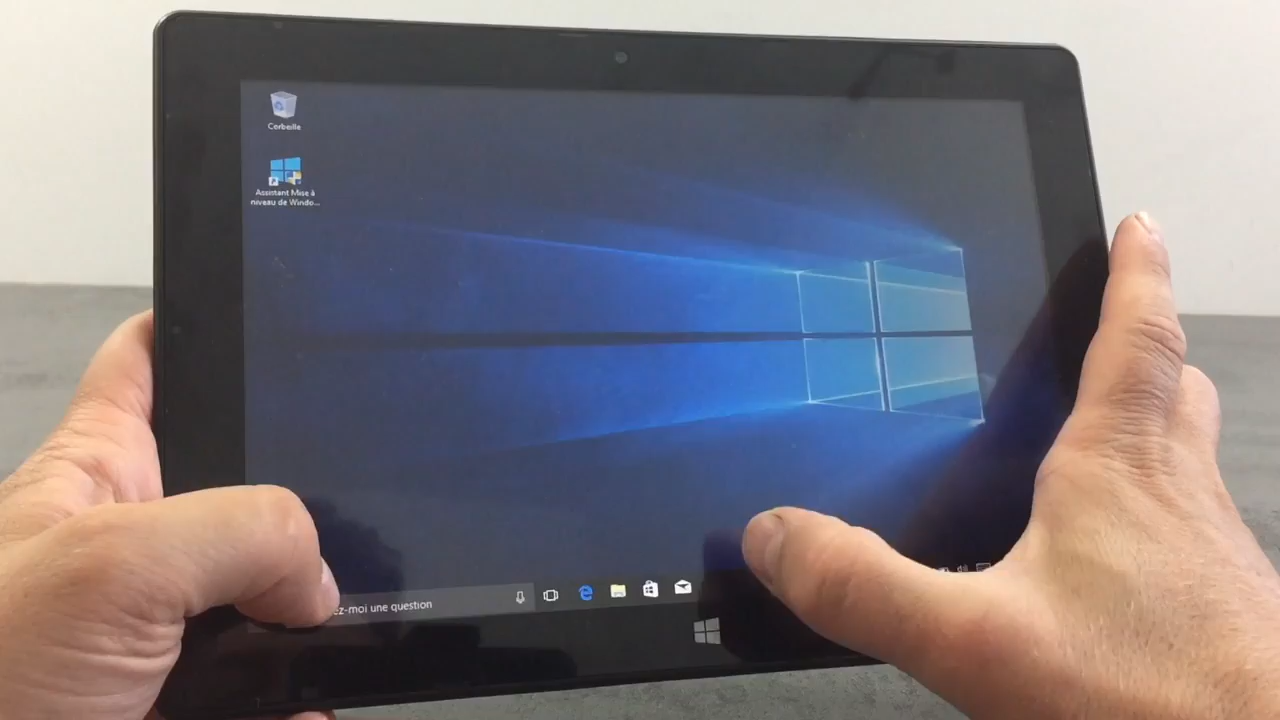 Corbeille
Assistant Mise à
niveau de Windo...
ez-moi une question